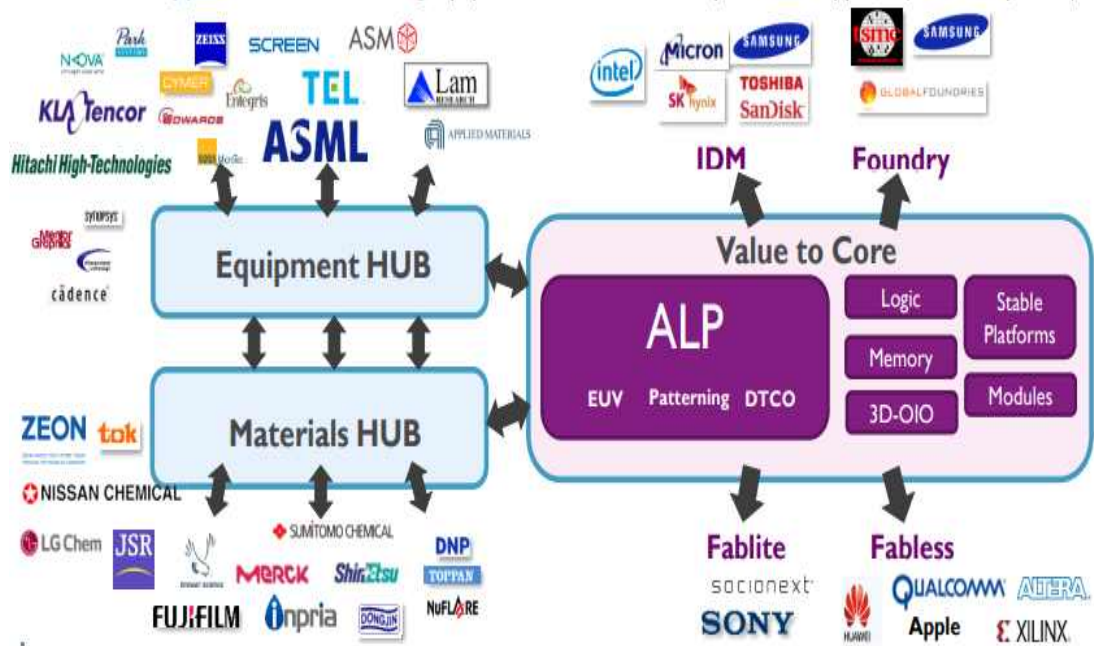 Park
ZEISS
SCREEN
ASM
NOVA
CYMER
Entegris
TEL
Lam
RESEARCH
KLA Tencor
EDWARDS
ASML
APPLIED MATERIALS
Hitachi High-Technologies
intel
Micron
SAMSUNG
SK hynix
TOSHIBA
SanDisk
tsmc
SAMSUNG
GLOBALFOUNDRIES
IDM
Foundry
SYNOPSYS
Mentor
Graphics
cādence
Equipment HUB
Value to Core
ALP
EUV Patterning DTCO
Logic
Memory
3D-OIO
Stable
Platforms
Modules
Materials HUB
ZEON
tok
NISSAN CHEMICAL
LG Chem
JSR
SUMITOMO CHEMICAL
MERCK
ShinEtsu
DNP
TOPPAN
NUFLARE
FUJIFILM
inpria
DONGJIN
Fablite
Fabless
socionext
SONY
HUAWEI
QUALCOMM
ALTERA
Apple
XILINX